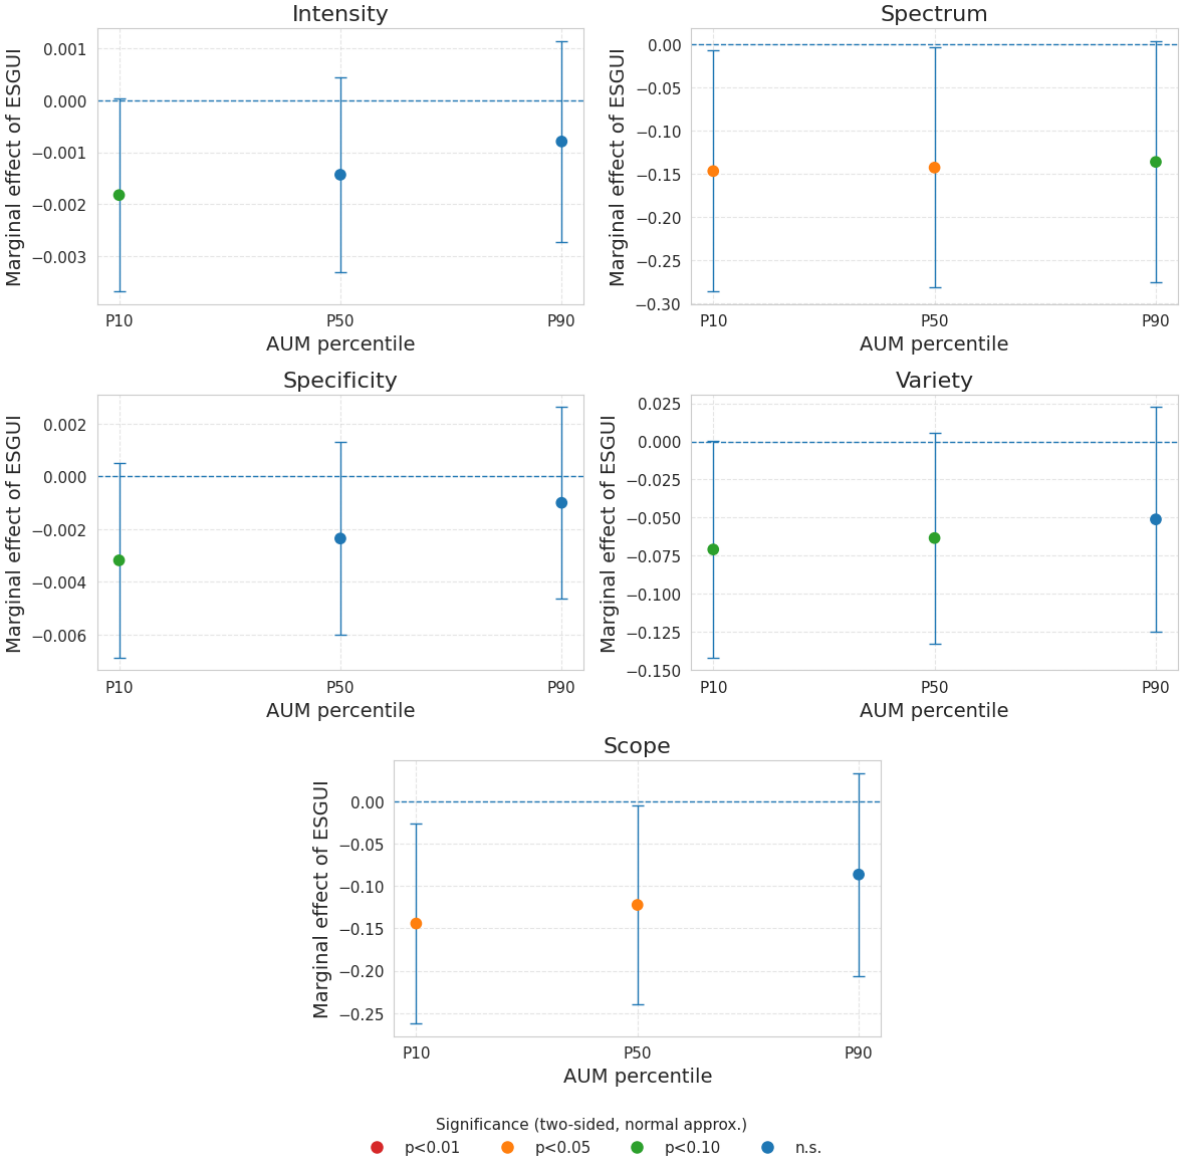 Intensity
Marginal effect of ESGUI
0.001
0.000
−0.001
−0.002
−0.003
P10 P50 P90
AUM percentile
Spectrum
Marginal effect of ESGUI
0.00
−0.05
−0.10
−0.15
−0.20
−0.25
−0.30
P10 P50 P90
AUM percentile
Specificity
Marginal effect of ESGUI
0.002
0.000
−0.002
−0.004
−0.006
P10 P50 P90
AUM percentile
Variety
Marginal effect of ESGUI
0.025
0.000
−0.025
−0.050
−0.075
−0.100
−0.125
−0.150
P10 P50 P90
AUM percentile
Scope
Marginal effect of ESGUI
0.00
−0.05
−0.10
−0.15
−0.20
−0.25
P10 P50 P90
AUM percentile
Significance (two-sided, normal approx.)
p<0.01 p<0.05 p<0.10 n.s.